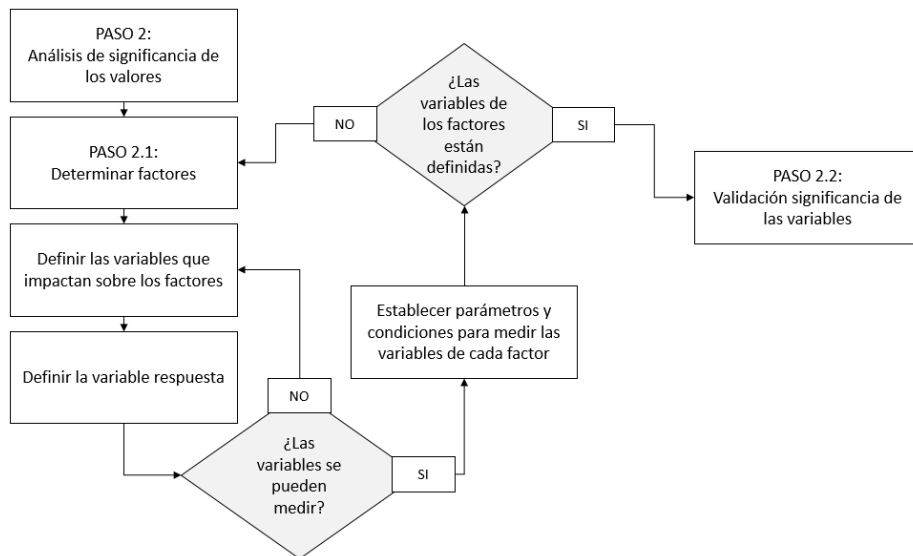 PASO 2:
Análisis de significancia de
los valores
PASO 2.1:
Determinar factores
Definir las variables que
impactan sobre los factores
Definir la variable respuesta
¿Las
variables se
pueden
medir?
NO
SI
Establecer parámetros y
condiciones para medir las
variables de cada factor
¿Las
variables de
los factores
están
definidas?
NO
SI
PASO 2.2:
Validación significancia de
las variables